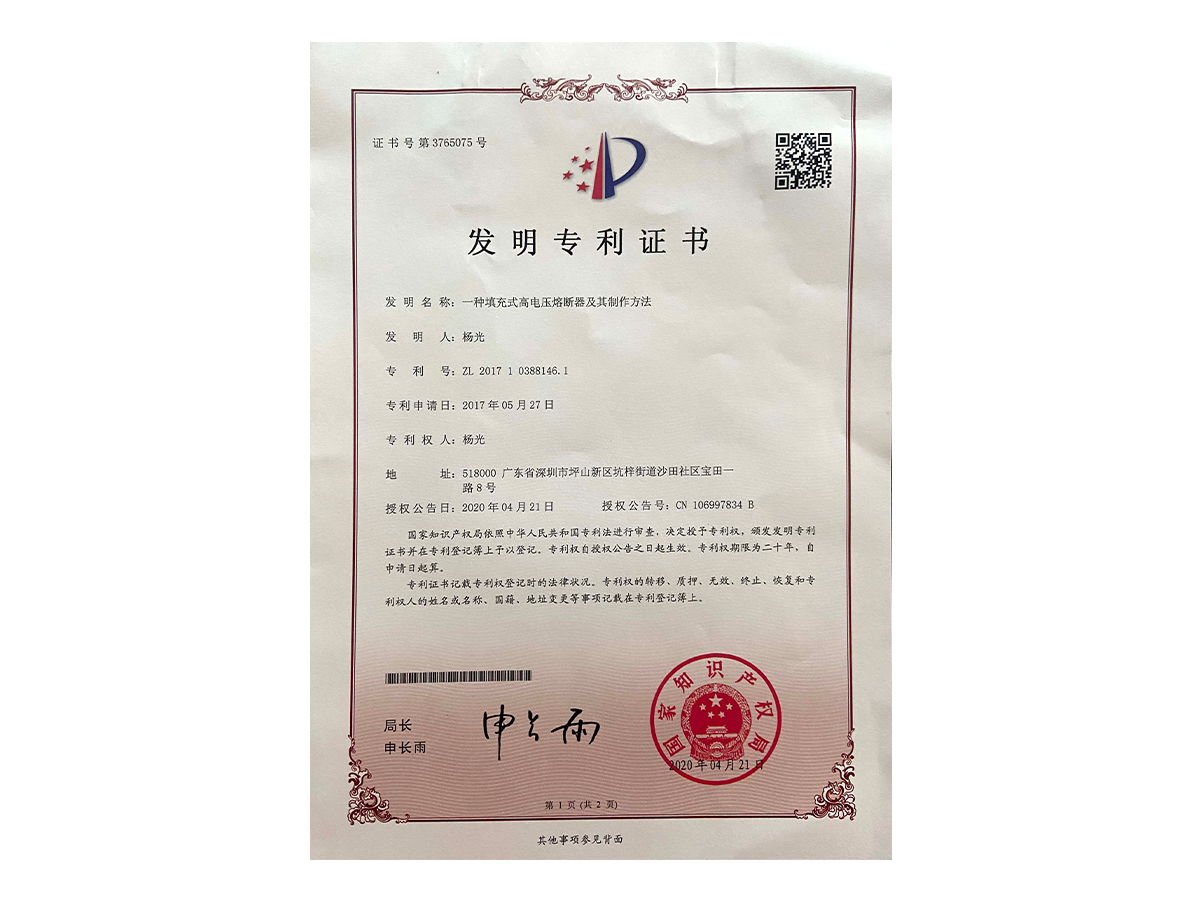 证书号第3765075号
发明专利证书
发明名称：一种填充式高电压熔断器及其制作方法
发明人：杨光
专利号：ZL 2017 1 0388146.1
专利申请日：2017年05月27日
专利权人：杨光
地址：518000 广东省深圳市坪山新区坑梓街道沙田社区宝田一
路8号
授权公告日：2020年04月21日 授权公告号：CN 106997834 B
国家知识产权局依照中华人民共和国专利法进行审查，决定授予专利权，颁发发明专利
证书并在专利登记簿上予以登记。专利权自授权公告之日起生效。专利权期限为二十年，自
申请日起算。
专利证书记载专利权登记时的法律状况。专利权的转移、质押、无效、终止、恢复和专
利权人的姓名或名称、国籍、地址变更等事项记载在专利登记簿上。
局长
申长雨
申长雨
国家知识产权局
2020年04月21日
第1页(共2页)
其他事项参见背面